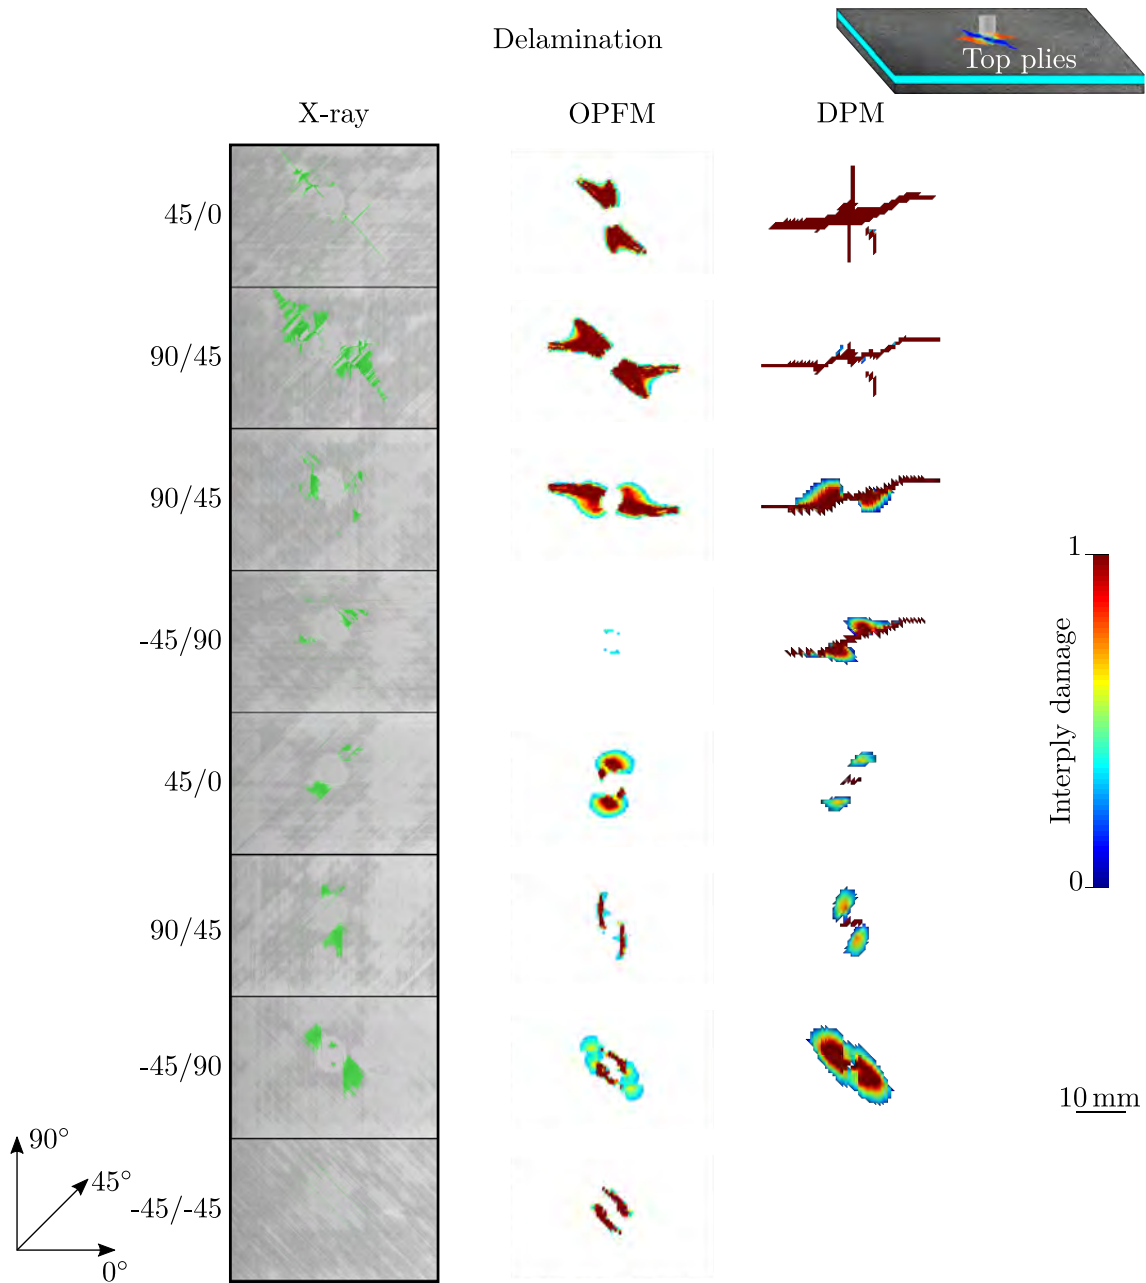 Delamination
Top plies
X-ray
OPFM
DPM
45/0
90/45
90/45
-45/90
45/0
90/45
-45/90
-45/-45
1
Interply damage
0
10 mm
90°
45°
0°